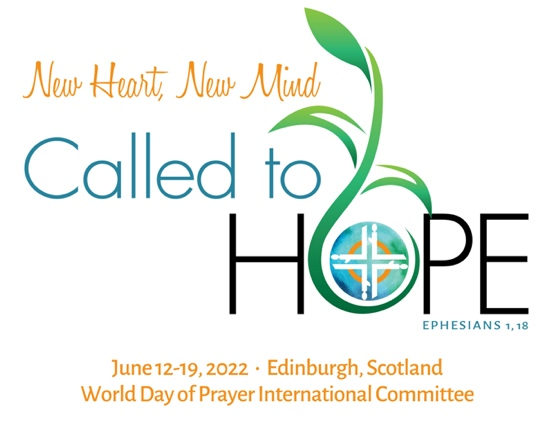 New Heart, New Mind
Called to
HOPE
EPHESIANS 1, 18
June 12-19, 2022 · Edinburgh, Scotland
World Day of Prayer International Committee